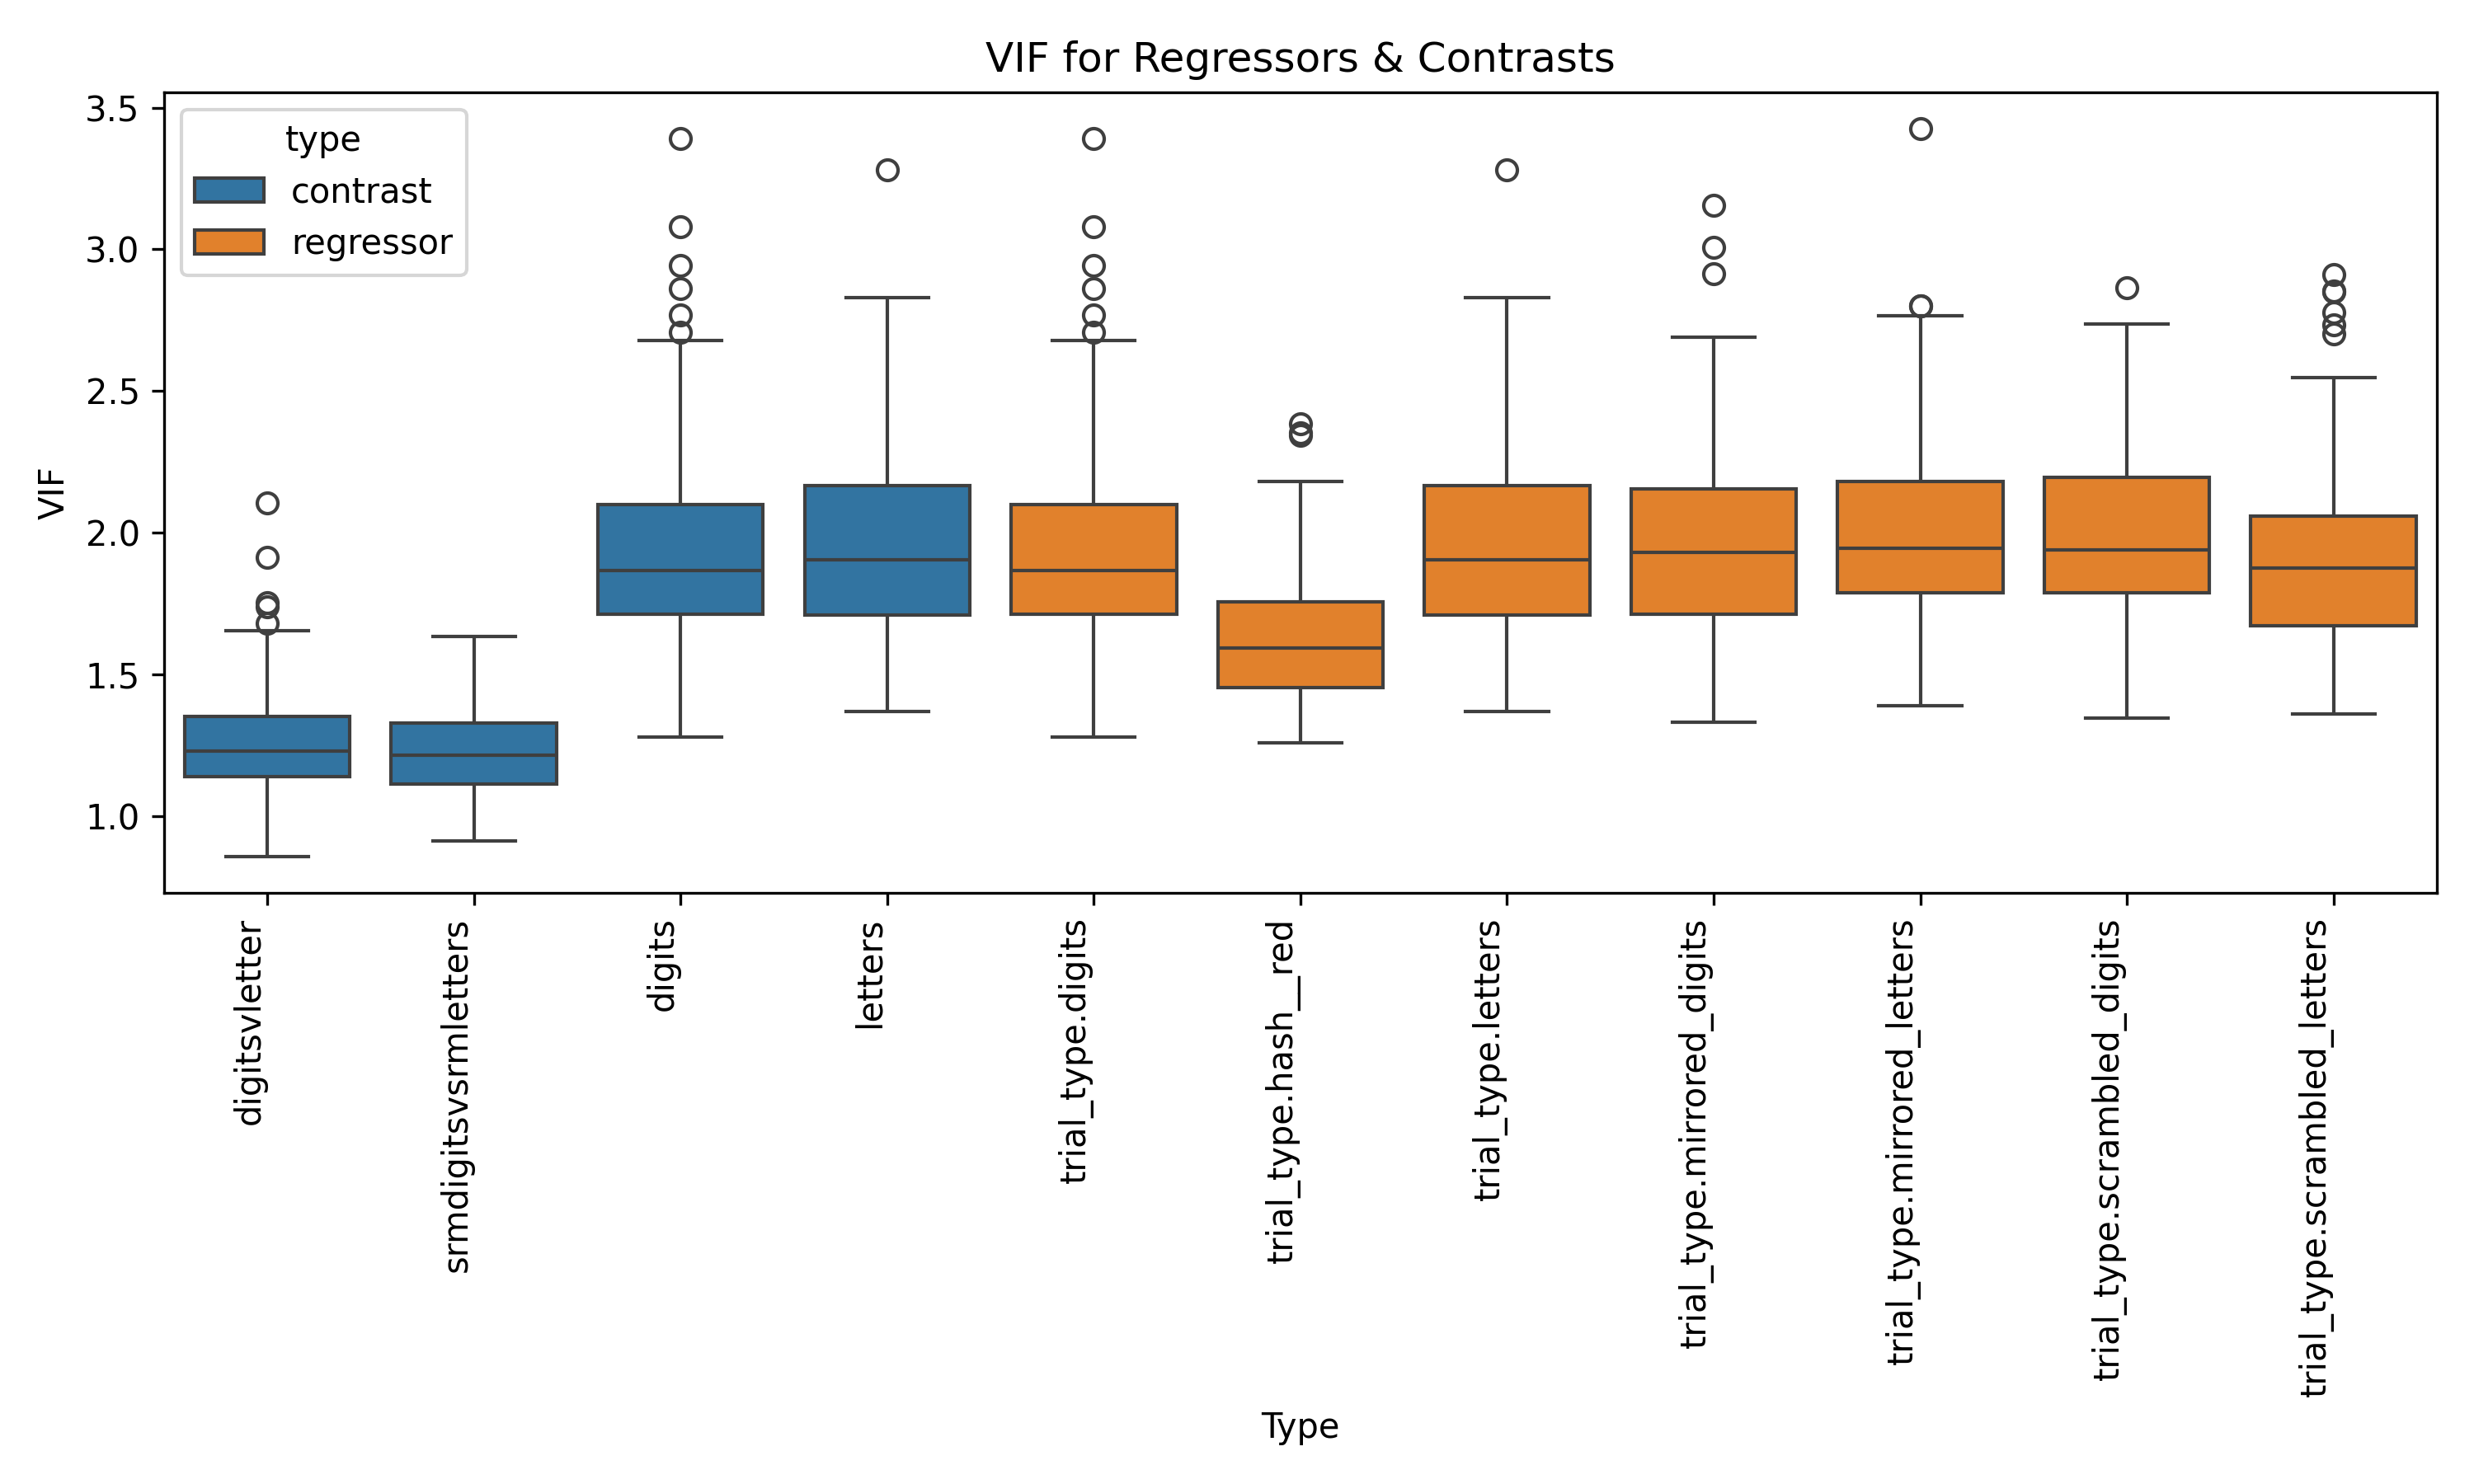 VIF for Regressors & Contrasts
type
contrast
regressor
VIF
3.5
3.0
2.5
2.0
1.5
1.0
digitsvletter
srmdigitsvsrmletters
digits
letters
trial_type.digits
trial_type.hash__red
trial_type.letters
trial_type.mirrored_digits
trial_type.mirrored_letters
trial_type.scrambled_digits
trial_type.scrambled_letters
Type